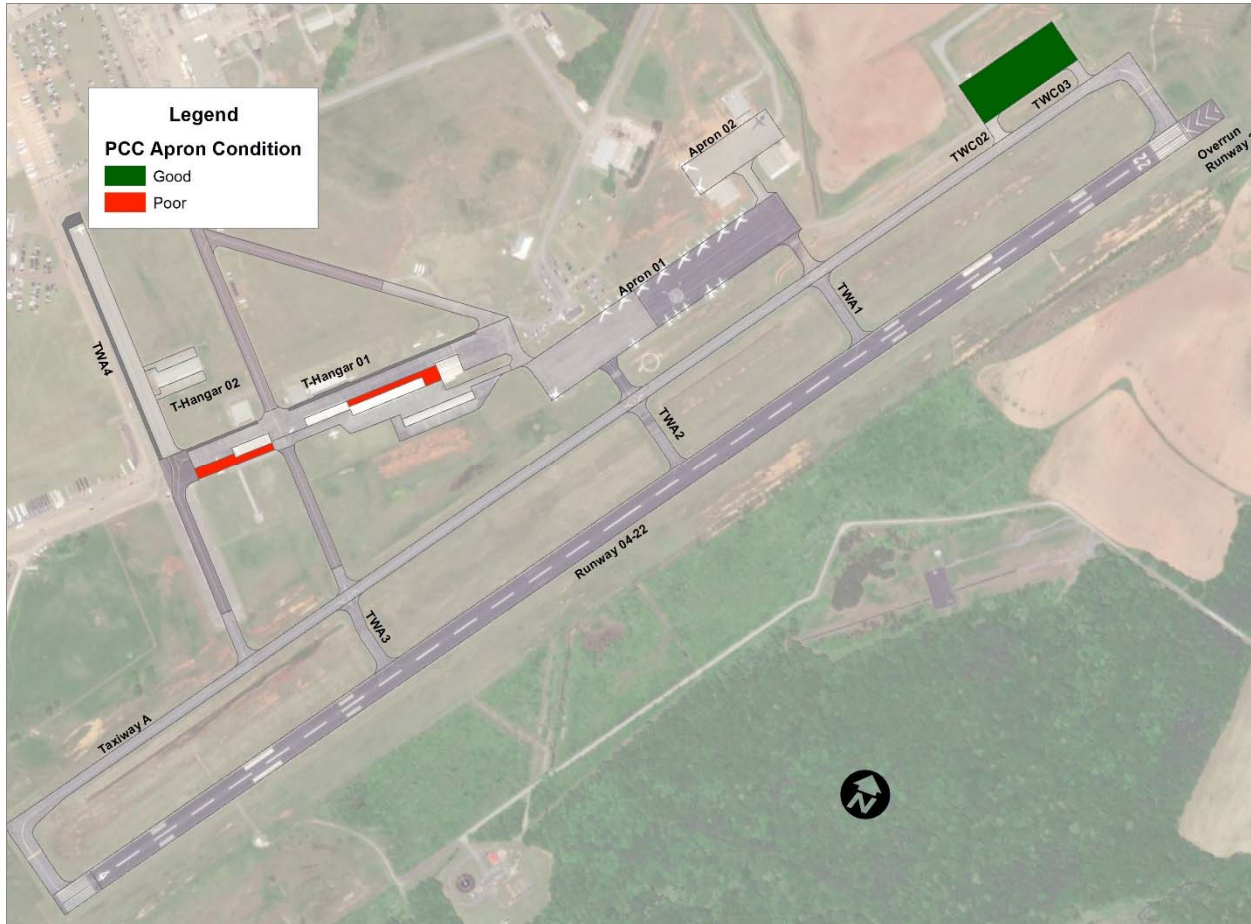 Legend
PCC Apron Condition
Good
Poor
Apron 02
TWC03
TWC02
Overrun
Runway
22
Apron 01
TWA1
TWA4
T-Hangar 01
T-Hangar 02
TWA2
Runway 04-22
TWA3
Taxiway A
4
N